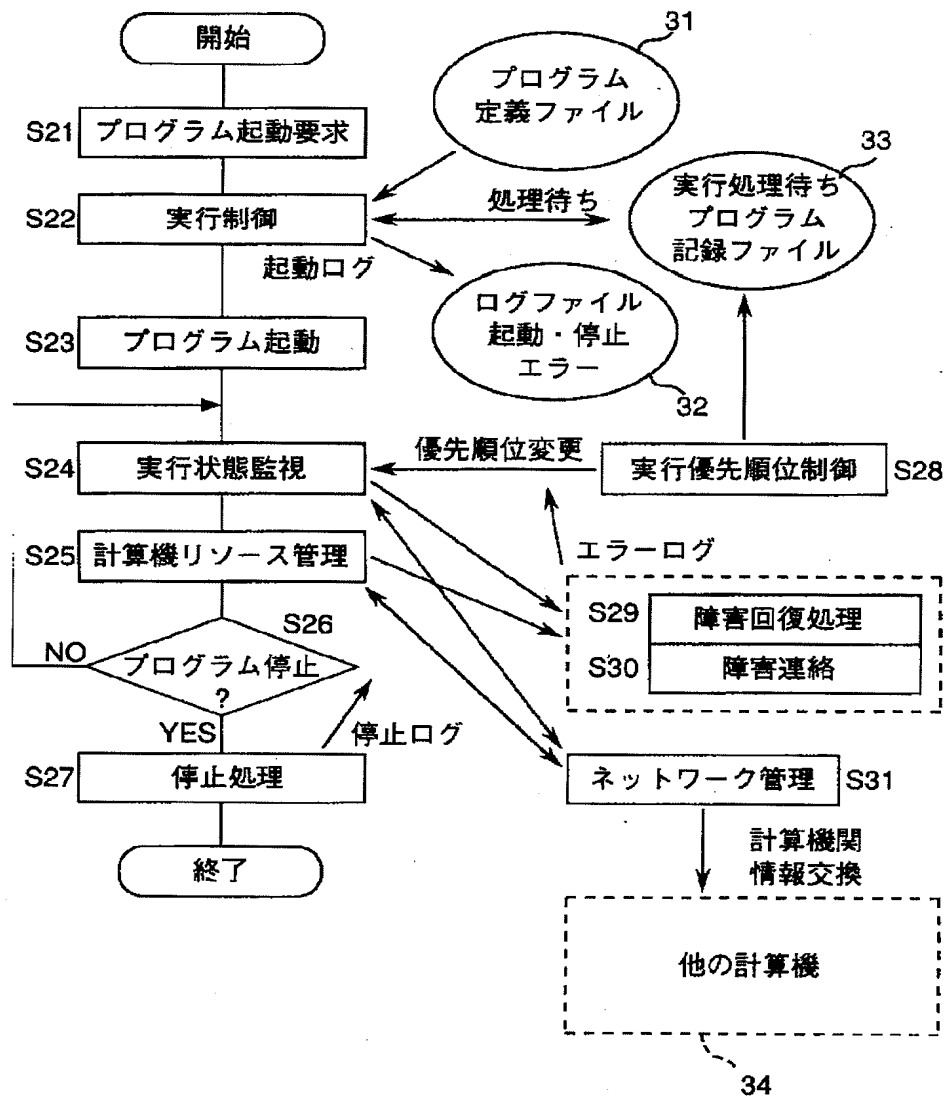 開始
31
プログラム
定義ファイル
S21
プログラム起動要求
33
S22
実行制御
処理待ち
実行処理待ち
プログラム
記録ファイル
起動ログ
ログファイル
起動・停止
エラー
32
S23
プログラム起動
S24
実行状態監視
優先順位変更
実行優先順位制御
S28
S25
計算機リソース管理
エラーログ
S29
障害回復処理
S30
障害連絡
S26
NO
プログラム停止
?
YES
停止ログ
S27
停止処理
ネットワーク管理
S31
計算機関
情報交換
終了
他の計算機
34